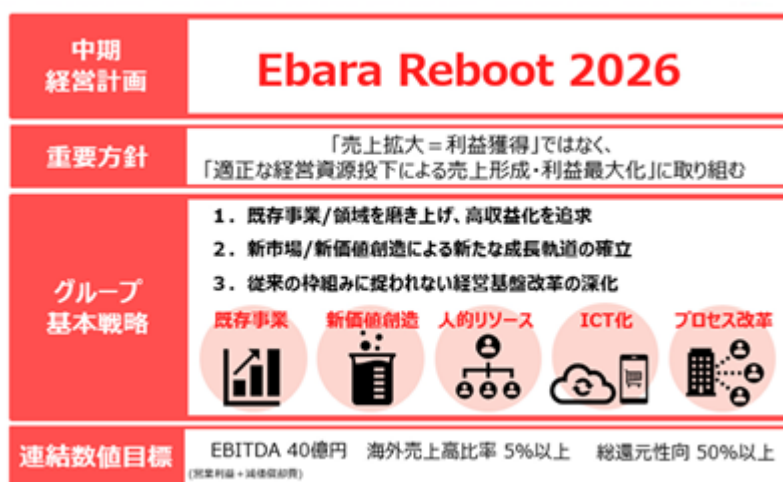 中期
経営計画
Ebara Reboot 2026
重要方針
「売上拡大=利益獲得」ではなく、
「適正な経営資源投下による売上形成・利益最大化」に取り組む
グループ
基本戦略
1. 既存事業/領域を磨き上げ、高収益化を追求
2. 新市場/新価値創造による新たな成長軌道の確立
3. 従来の枠組みに捉われない経営基盤改革の深化
既存事業 新価値創造 人的リソース ICT化 プロセス改革
連結数値目標
EBITDA 40億円 海外売上高比率 5%以上 総還元性向 50%以上
(営業利益+減価償却費)